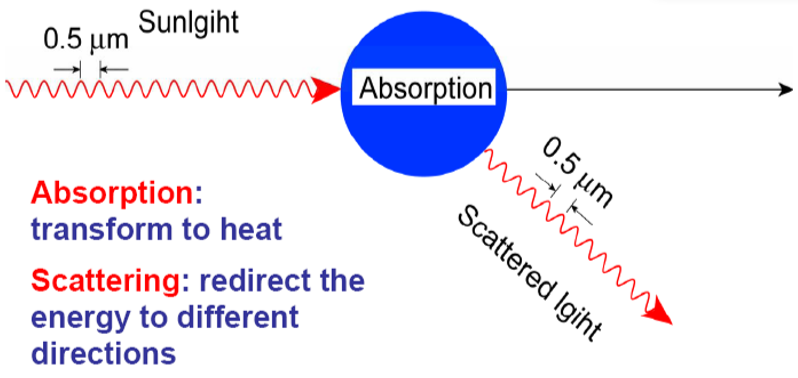 Sunlgiht
0.5 μm
Absorption
0.5 μm
Scattered lgiht
Absorption:
transform to heat
Scattering: redirect the
energy to different
directions